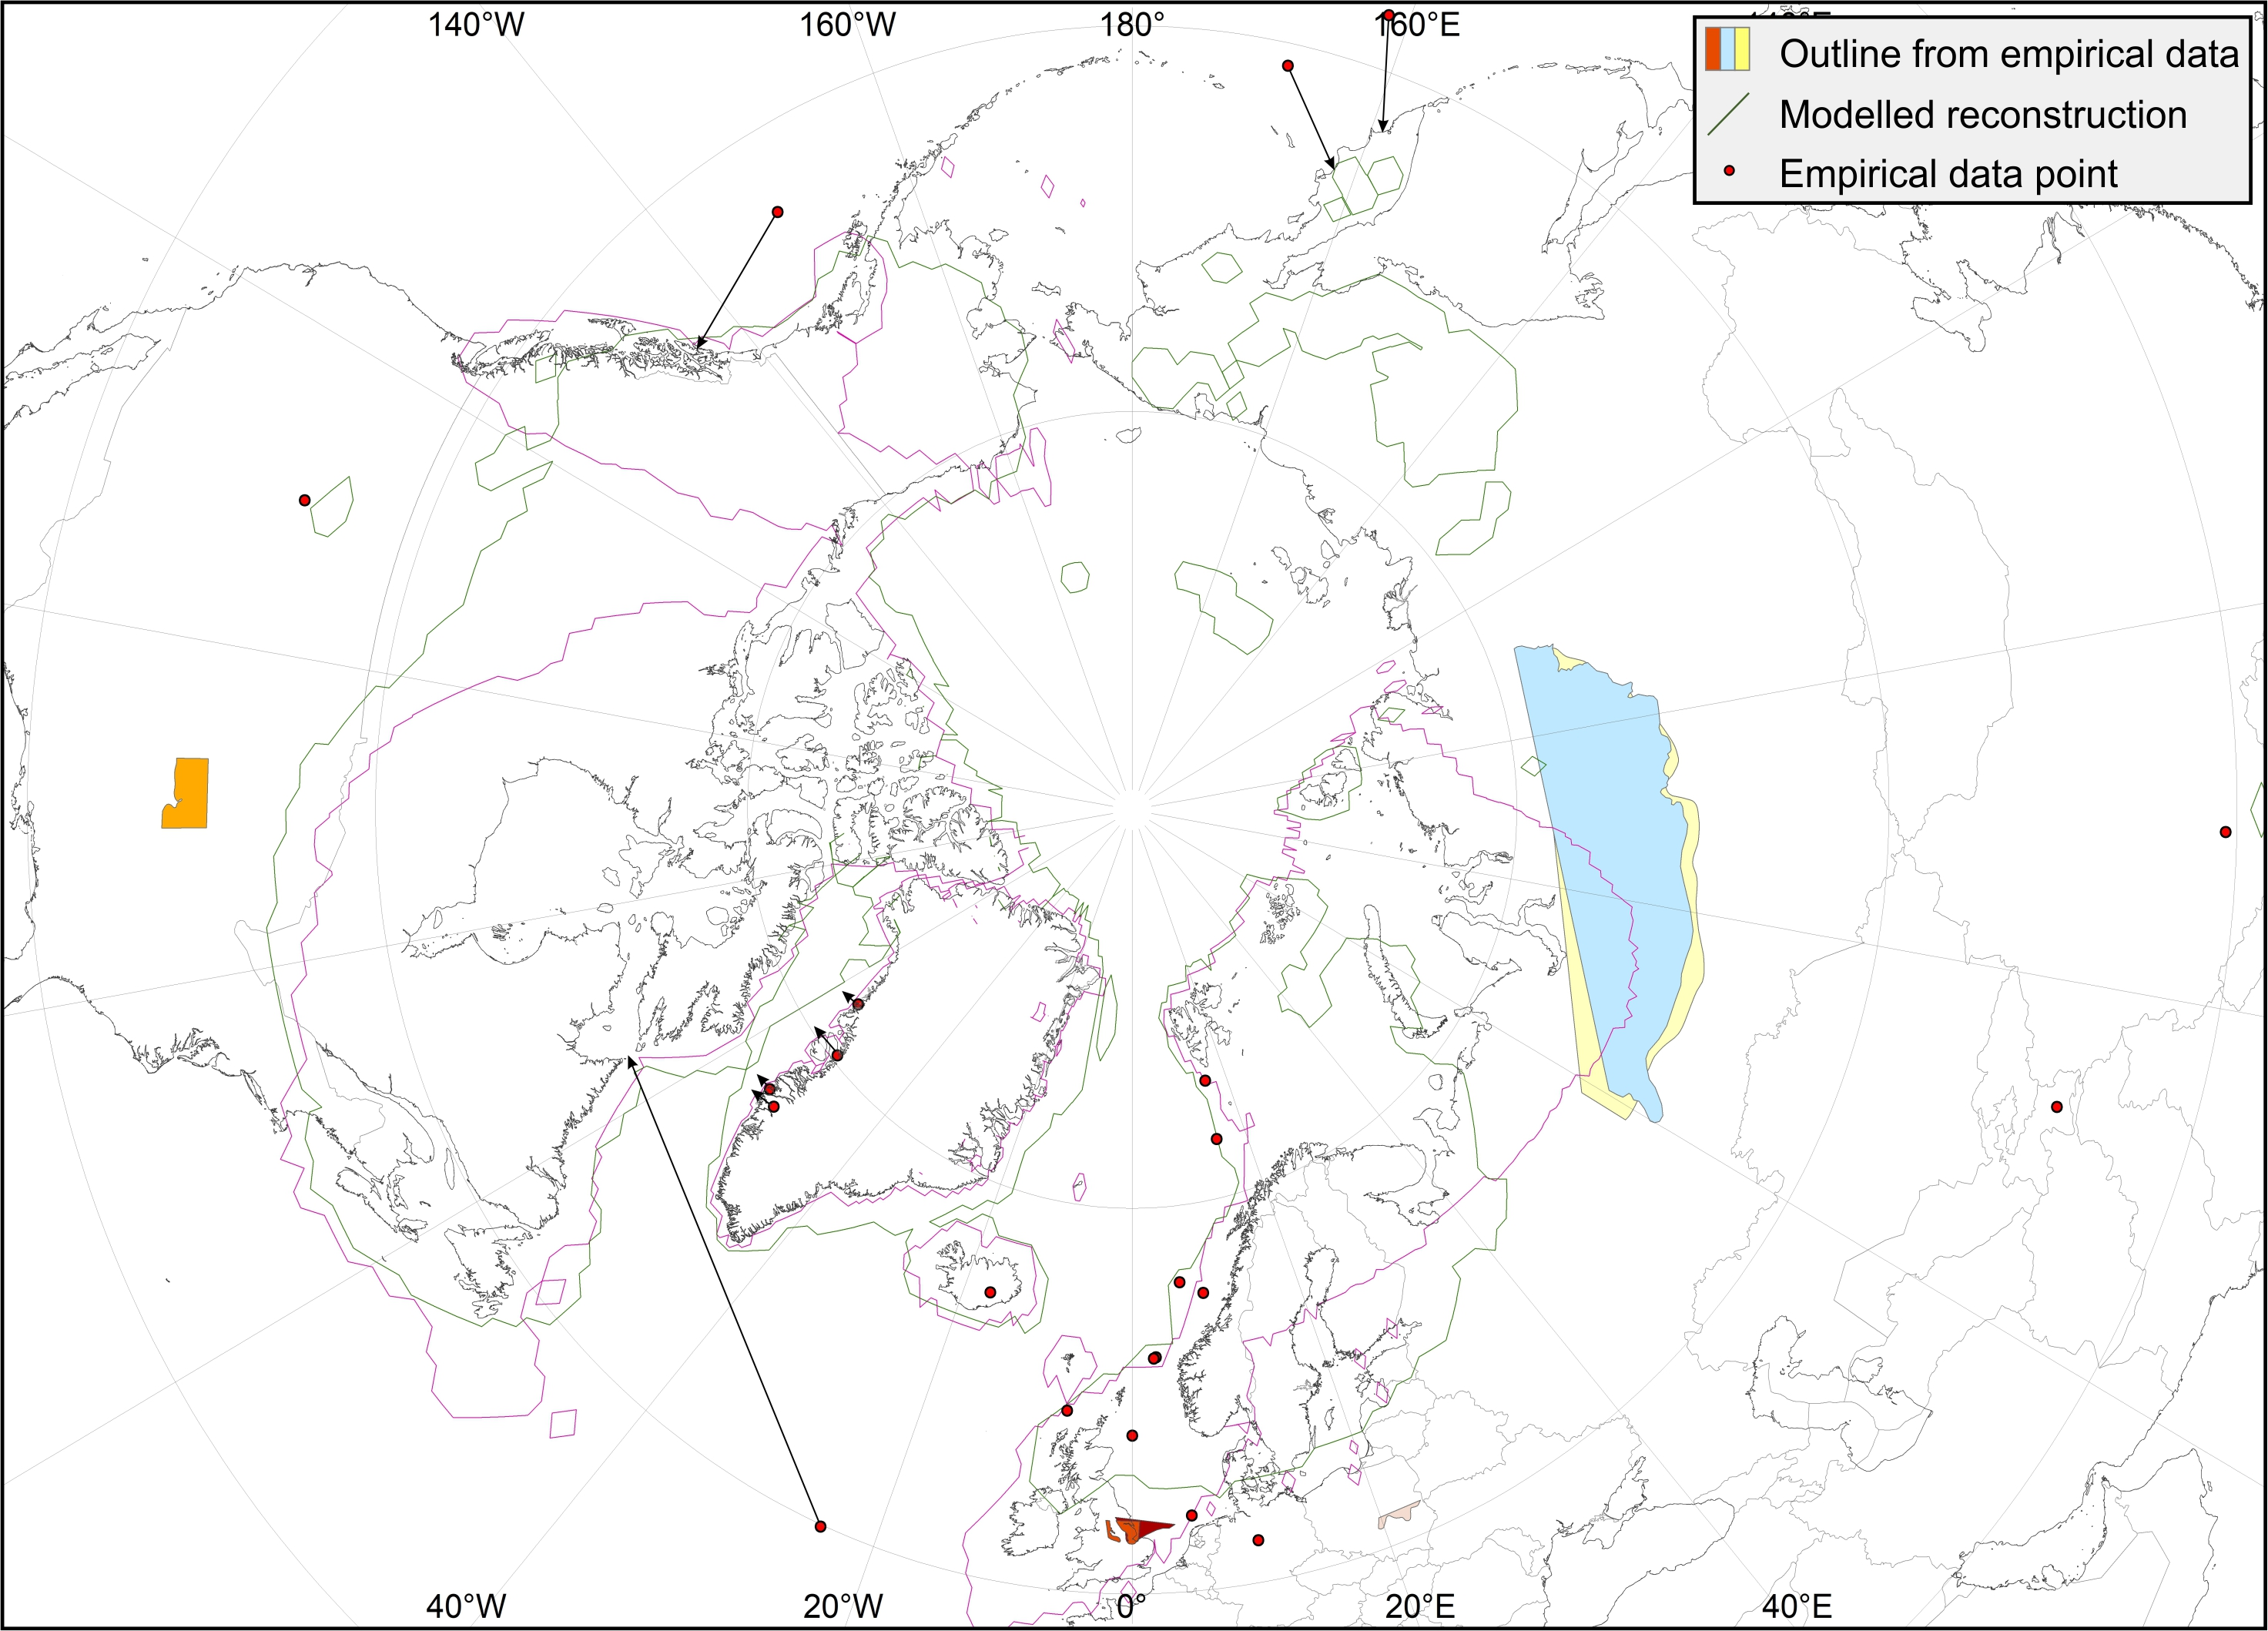 140°W 160°W 180° 160°E
Outline from empirical data
Modelled reconstruction
Empirical data point
40°W 20°W 0° 20°E 40°E